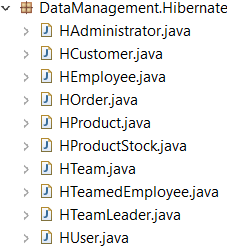 DataManagement.Hibernate
HAdministrator.java
HCustomer.java
HEmployee.java
HOrder.java
HProduct.java
HProductStock.java
HTeam.java
HTeamedEmployee.java
HTeamLeader.java
HUser.java